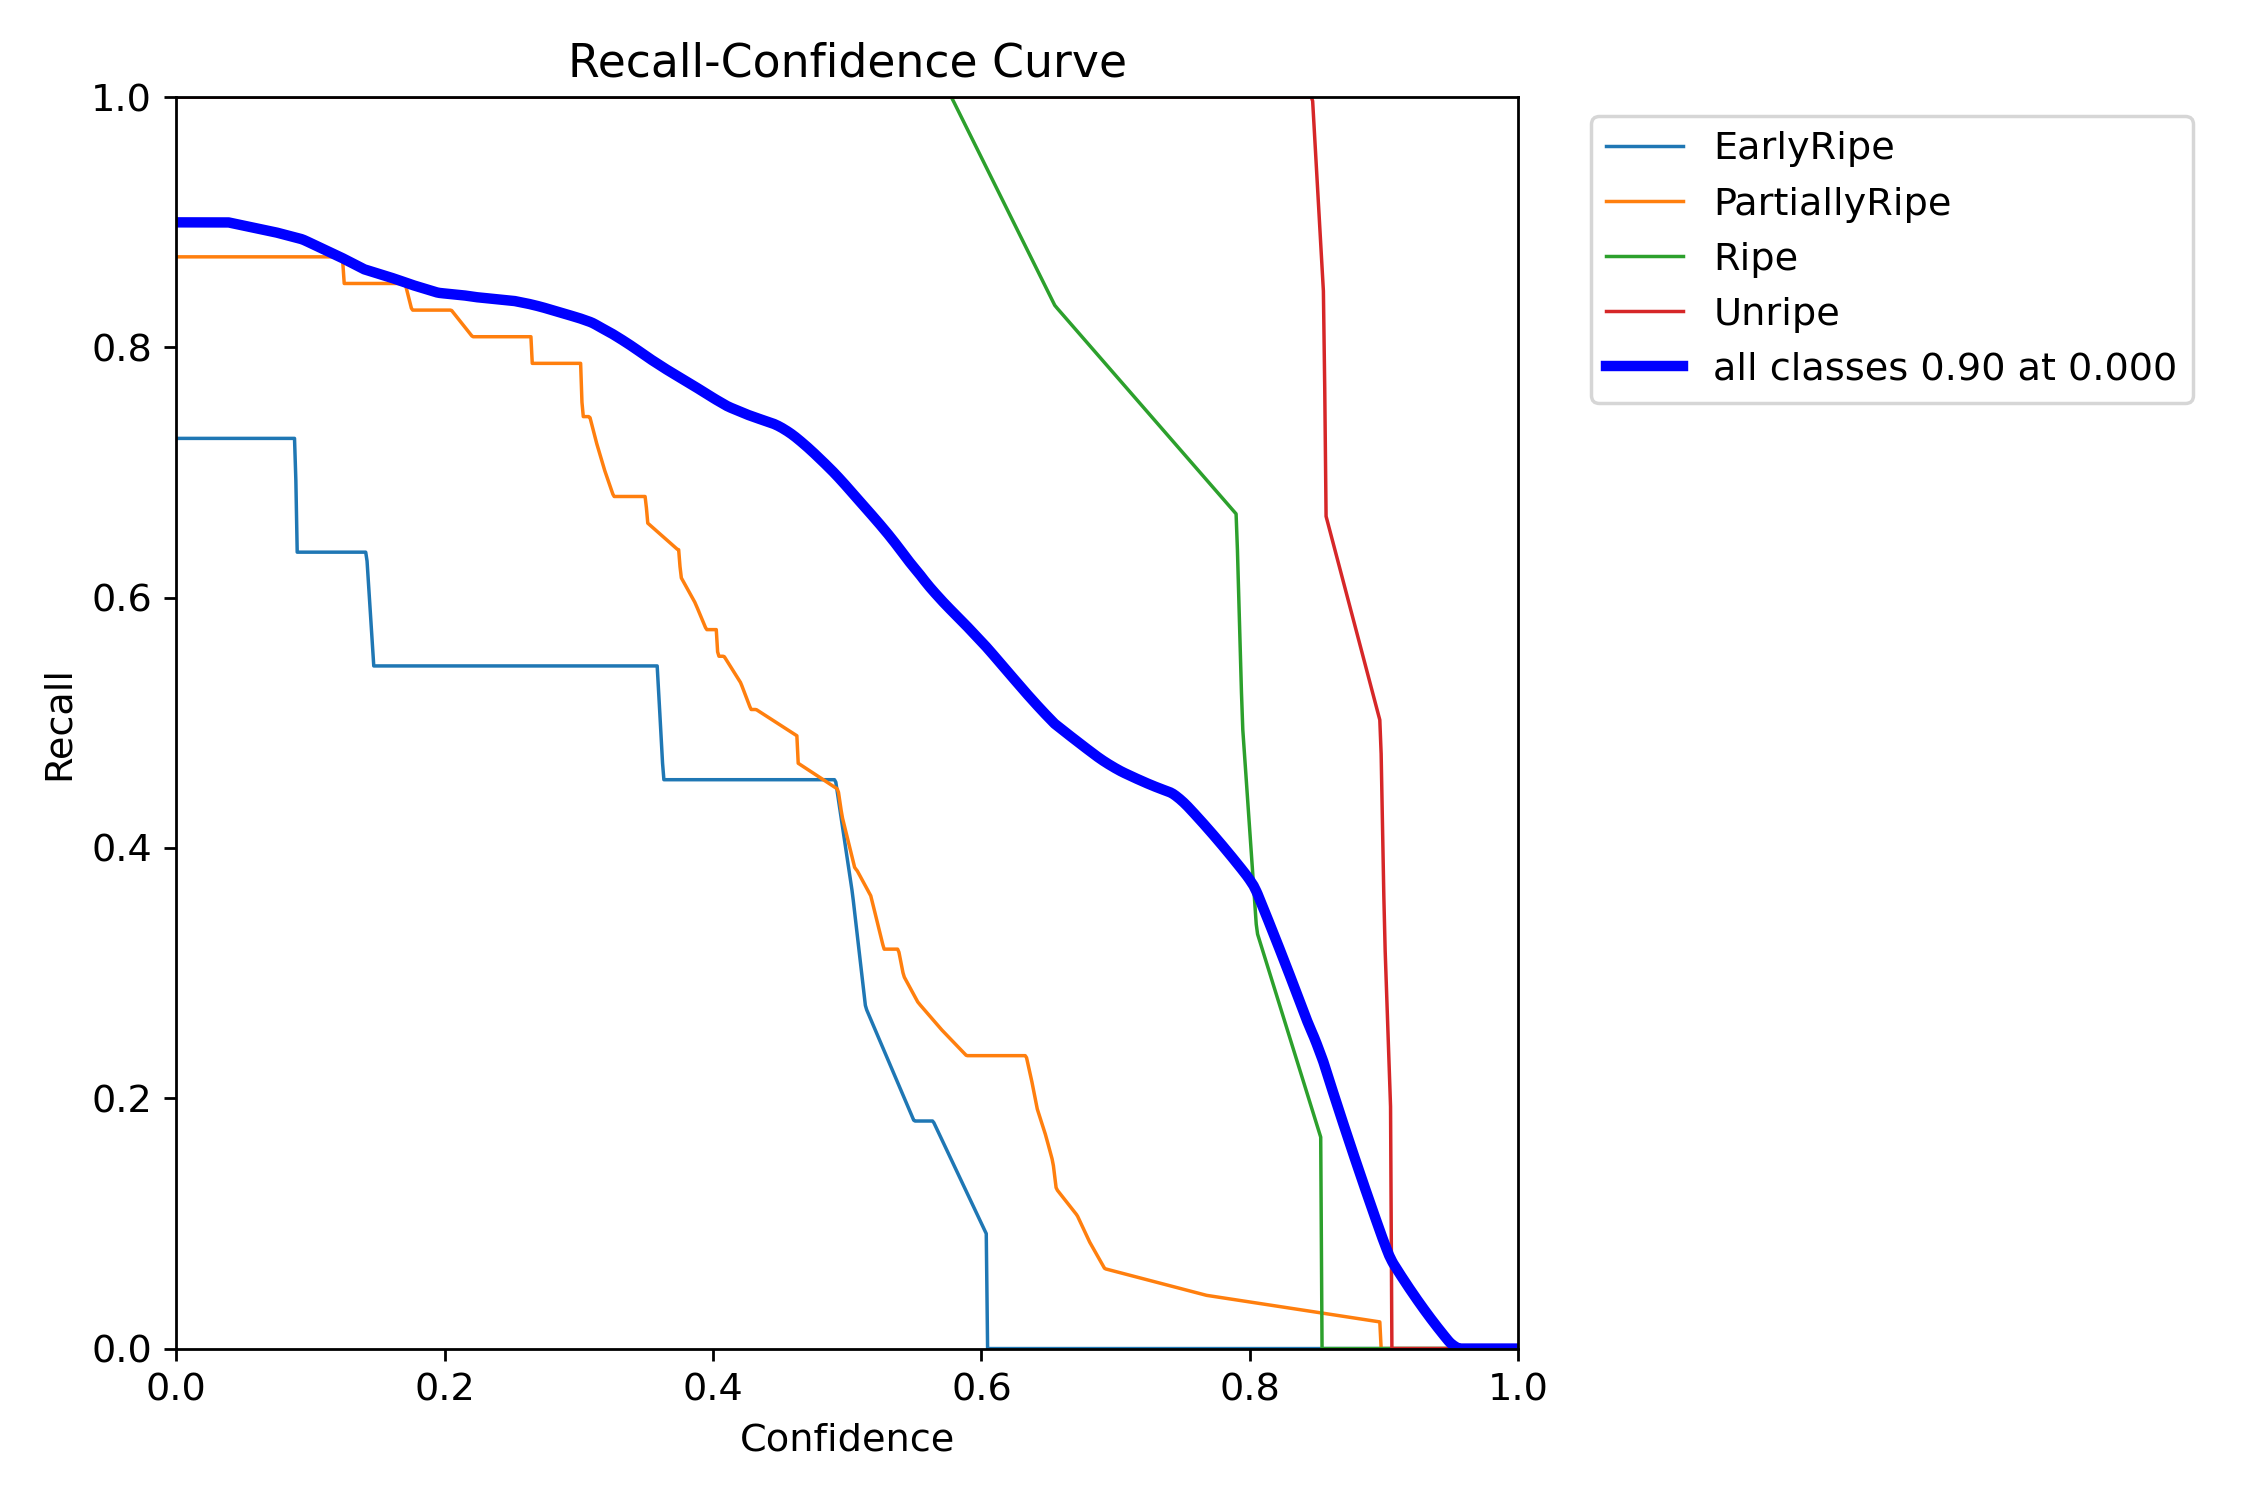 Recall-Confidence Curve
1.0
0.8
0.6
0.4
0.2
0.0
Recall
0.0 0.2 0.4 0.6 0.8 1.0
Confidence
EarlyRipe
PartiallyRipe
Ripe
Unripe
all classes 0.90 at 0.000